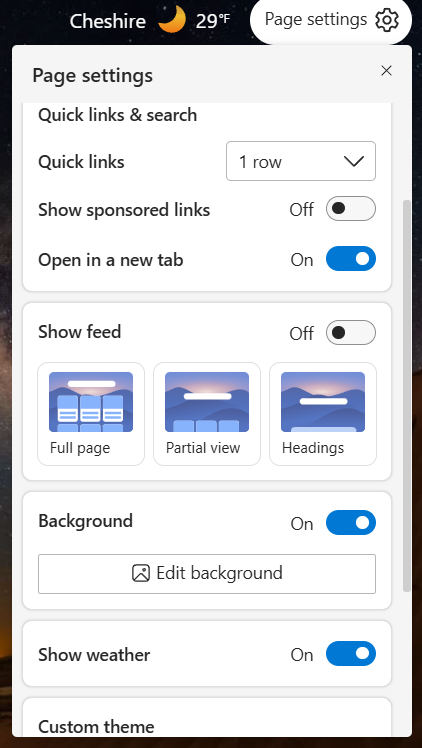 Cheshire 29°F Page settings
Page settings
Quick links & search
Quick links 1 row
Show sponsored links Off
Open in a new tab On
Show feed Off
Full page Partial view Headings
Background On
Edit background
Show weather On
Custom theme